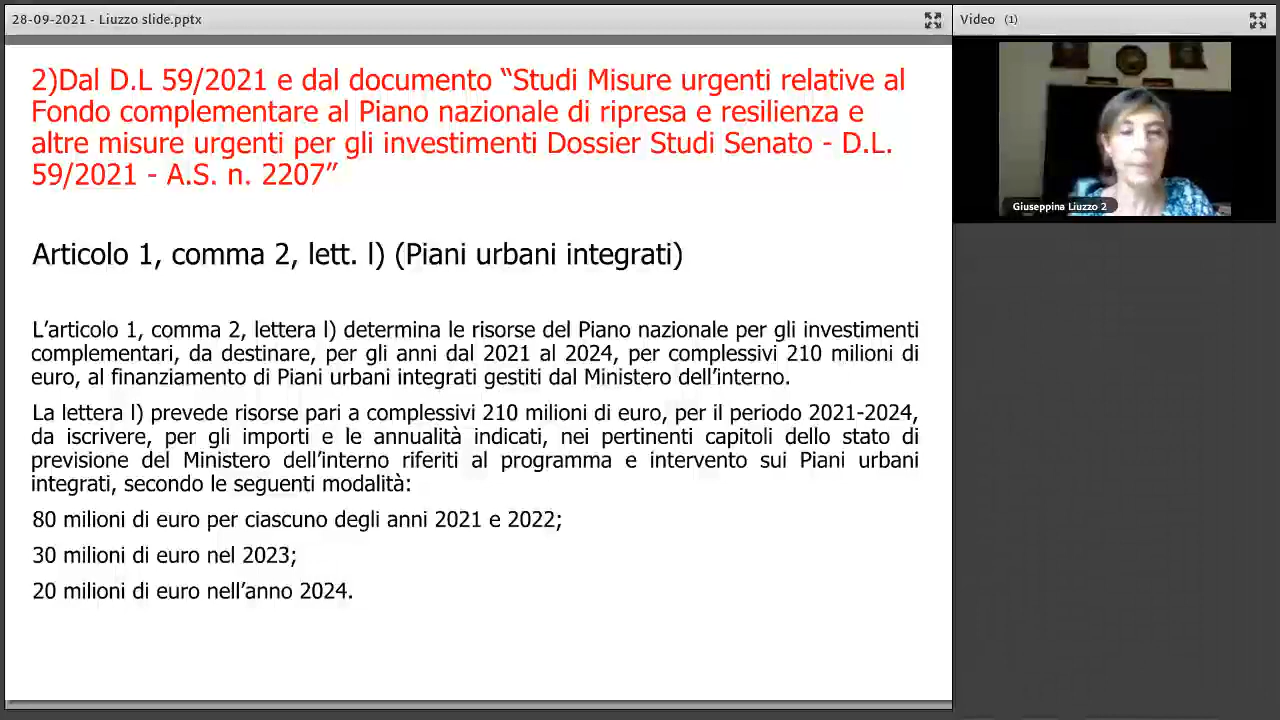 28-09-2021 - Liuzzo slide.pptx
Video (1)
2)Dal D.L 59/2021 e dal documento “Studi Misure urgenti relative al
Fondo complementare al Piano nazionale di ripresa e resilienza e
altre misure urgenti per gli investimenti Dossier Studi Senato - D.L.
59/2021 - A.S. n. 2207”
Giuseppina Liuzzo 2
Articolo 1, comma 2, lett. l) (Piani urbani integrati)
L’articolo 1, comma 2, lettera l) determina le risorse del Piano nazionale per gli investimenti
complementari, da destinare, per gli anni dal 2021 al 2024, per complessivi 210 milioni di
euro, al finanziamento di Piani urbani integrati gestiti dal Ministero dell’interno.
La lettera l) prevede risorse pari a complessivi 210 milioni di euro, per il periodo 2021-2024,
da iscrivere, per gli importi e le annualità indicati, nei pertinenti capitoli dello stato di
previsione del Ministero dell’interno riferiti al programma e intervento sui Piani urbani
integrati, secondo le seguenti modalità:
80 milioni di euro per ciascuno degli anni 2021 e 2022;
30 milioni di euro nel 2023;
20 milioni di euro nell’anno 2024.